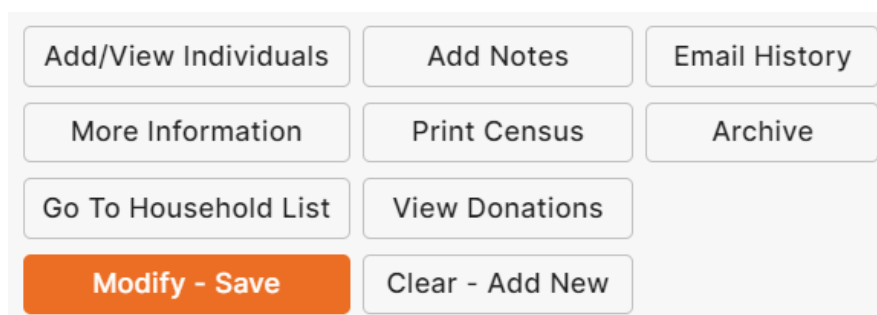 Add/View Individuals
Add Notes
Email History
More Information
Print Census
Archive
Go To Household List
View Donations
Modify - Save
Clear - Add New